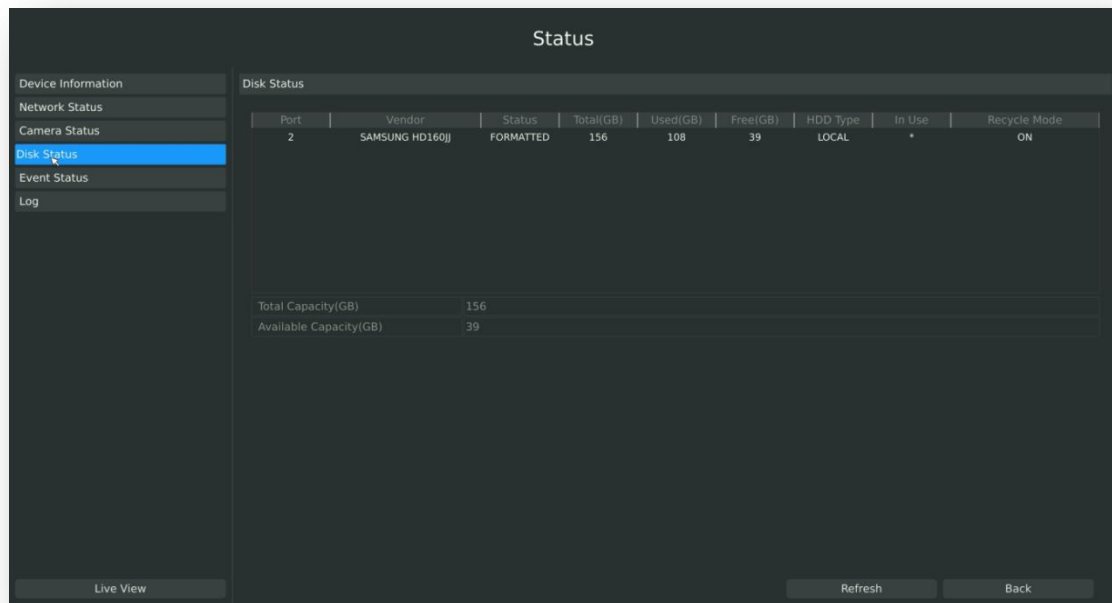 Status
Device Information
Network Status
Camera Status
Disk Status
Event Status
Log
Live View
Disk Status
Port Vendor Status Total(GB) Used(GB) Free(GB) HDD Type In Use Recycle Mode
2 SAMSUNG HD160JJ FORMATTED 156 108 39 LOCAL * ON
Total Capacity(GB) 156
Available Capacity(GB) 39
Refresh Back